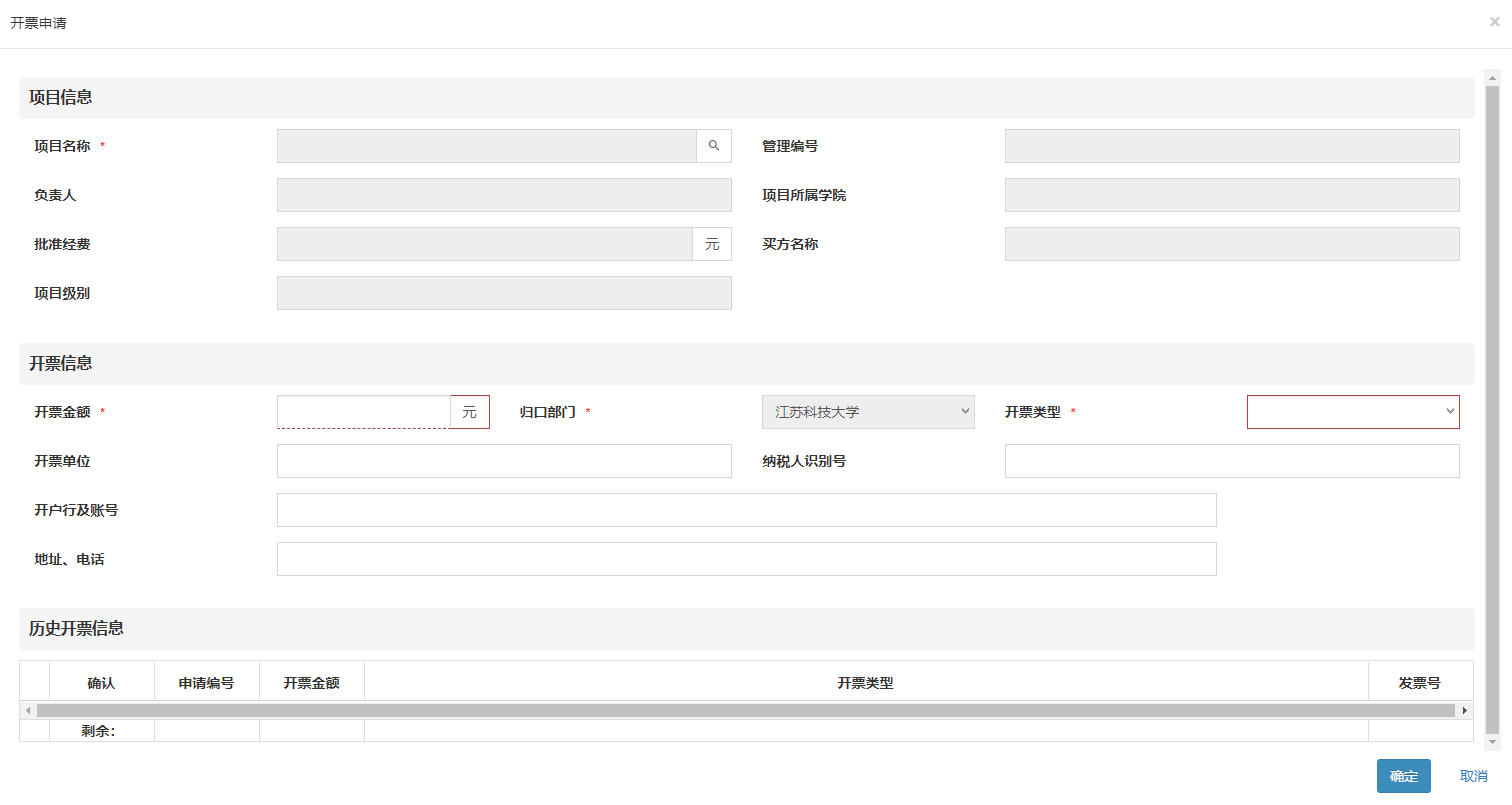 开票申请 ×
项目信息
项目名称 * 管理编号
负责人 项目所属学院
批准经费 元 买方名称
项目级别
开票信息
开票金额 * 元 归口部门 * 江苏科技大学 开票类型 *
开票单位 纳税人识别号
开户行及账号
地址、电话
历史开票信息
确认 申请编号 开票金额 开票类型 发票号
剩余:
确定 取消